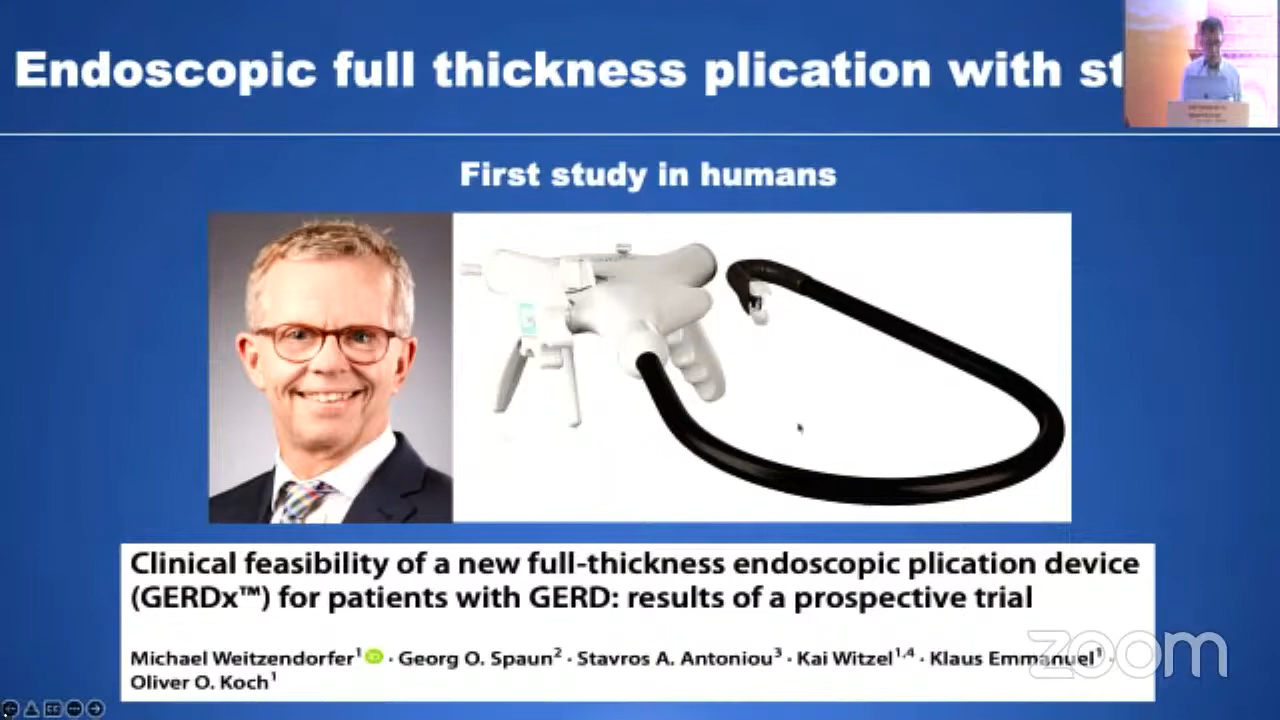 Endoscopic full thickness plication with st
First study in humans
G
Clinical feasibility of a new full-thickness endoscopic plication device
(GERDx™) for patients with GERD: results of a prospective trial
Michael Weitzendorfer¹ · Georg O. Spaun² · Stavros A. Antoniou³ · Kai Witzel¹,⁴ · Klaus Emmanuel¹ ·
Oliver O. Koch¹
zoom